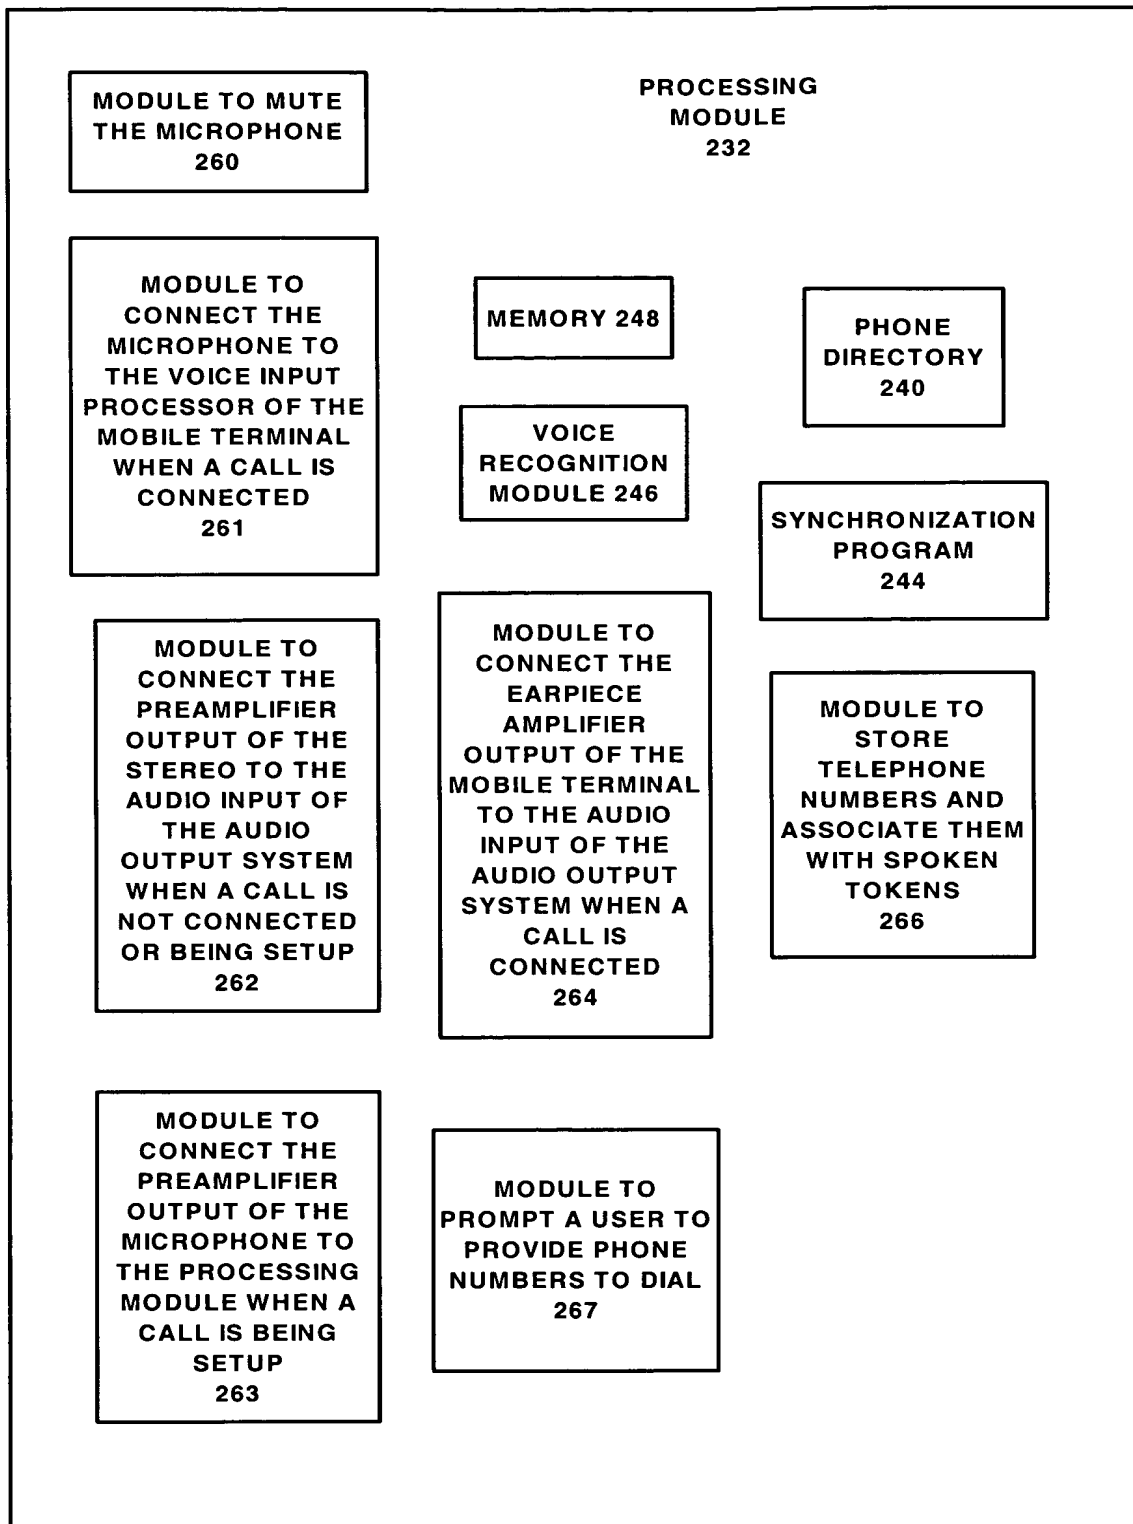 MODULE TO MUTE
THE MICROPHONE
260
PROCESSING
MODULE
232
MODULE TO
CONNECT THE
MICROPHONE TO
THE VOICE INPUT
PROCESSOR OF THE
MOBILE TERMINAL
WHEN A CALL IS
CONNECTED
261
MEMORY 248
PHONE
DIRECTORY
240
VOICE
RECOGNITION
MODULE 246
SYNCHRONIZATION
PROGRAM
244
MODULE TO
CONNECT THE
PREAMPLIFIER
OUTPUT OF THE
STEREO TO THE
AUDIO INPUT OF
THE AUDIO
OUTPUT SYSTEM
WHEN A CALL IS
NOT CONNECTED
OR BEING SETUP
262
MODULE TO
CONNECT THE
EARPIECE
AMPLIFIER
OUTPUT OF THE
MOBILE TERMINAL
TO THE AUDIO
INPUT OF THE
AUDIO OUTPUT
SYSTEM WHEN A
CALL IS
CONNECTED
264
MODULE TO
STORE
TELEPHONE
NUMBERS AND
ASSOCIATE THEM
WITH SPOKEN
TOKENS
266
MODULE TO
CONNECT THE
PREAMPLIFIER
OUTPUT OF THE
MICROPHONE TO
THE PROCESSING
MODULE WHEN A
CALL IS BEING
SETUP
263
MODULE TO
PROMPT A USER TO
PROVIDE PHONE
NUMBERS TO DIAL
267